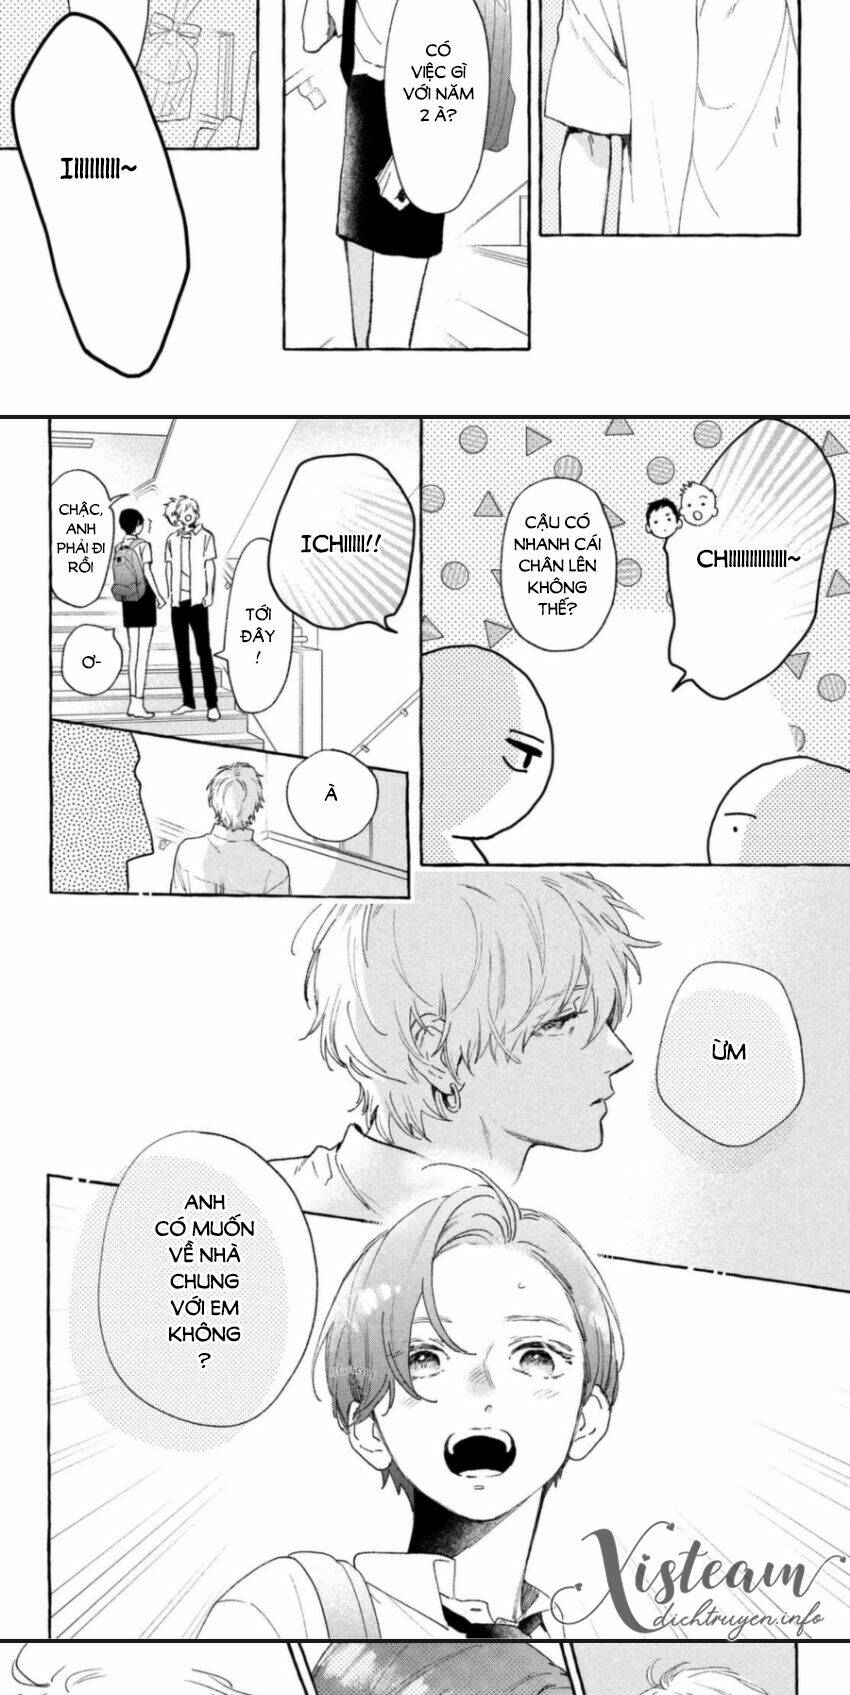 CÓ
VIỆC GÌ
VỚI NĂM
2 À?
IIIIIIIIII~
CẬU CÓ
NHANH CÁI
CHÂN LÊN
KHÔNG
THẾ?
CHIIIIIIIIIIIIIII~
ICHIIIII!!
CHẬC,
ANH
PHẢI ĐI
RỒI
TỚI
ĐÂY
!
Ơ-
À
ỪM
ANH
CÓ MUỐN
VỀ NHÀ
CHUNG
VỚI EM
KHÔNG
?
Xisteam
dichtruyen.info